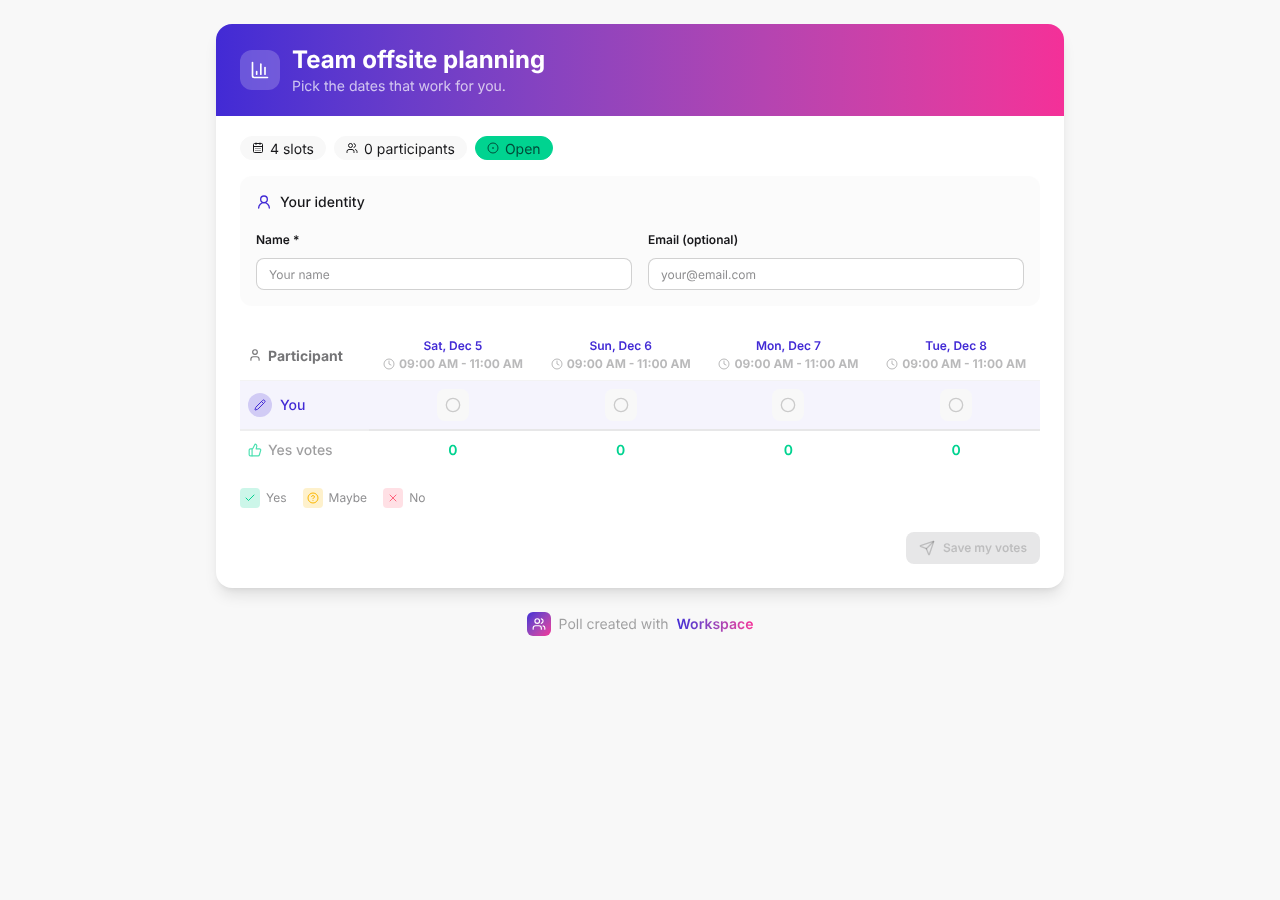 Team offsite planning
Pick the dates that work for you.
4 slots 0 participants Open
Your identity
Name * Email (optional)
Your name your@email.com
Participant Sat, Dec 5 Sun, Dec 6 Mon, Dec 7 Tue, Dec 8
09:00 AM - 11:00 AM 09:00 AM - 11:00 AM 09:00 AM - 11:00 AM 09:00 AM - 11:00 AM
You
Yes votes 0 0 0 0
Yes Maybe No
Save my votes
Poll created with Workspace